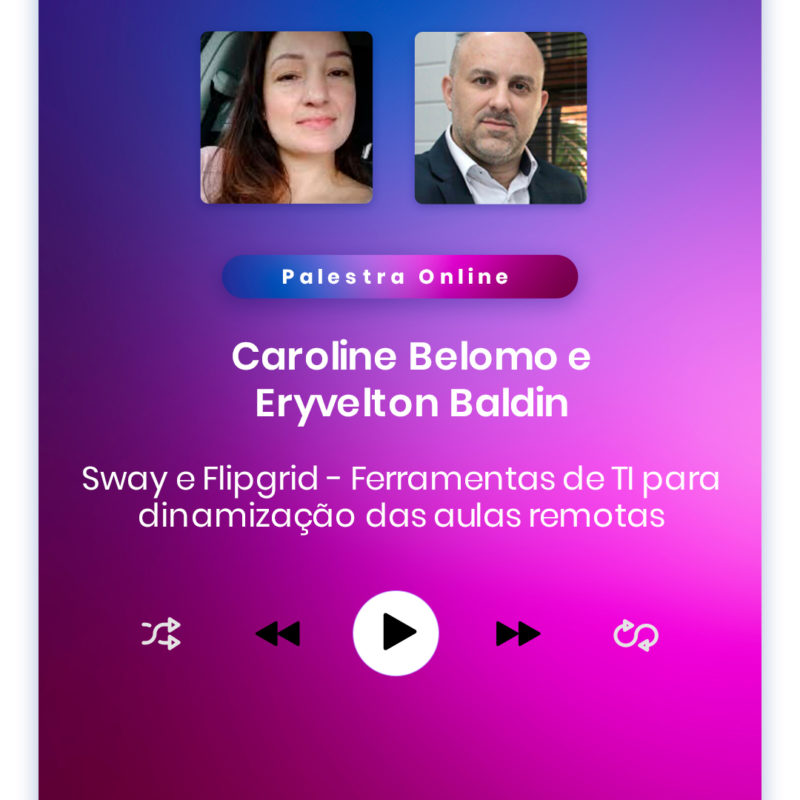 Palestra Online
Caroline Belomo e
Eryvelton Baldin
Sway e Flipgrid - Ferramentas de TI para
dinamização das aulas remotas